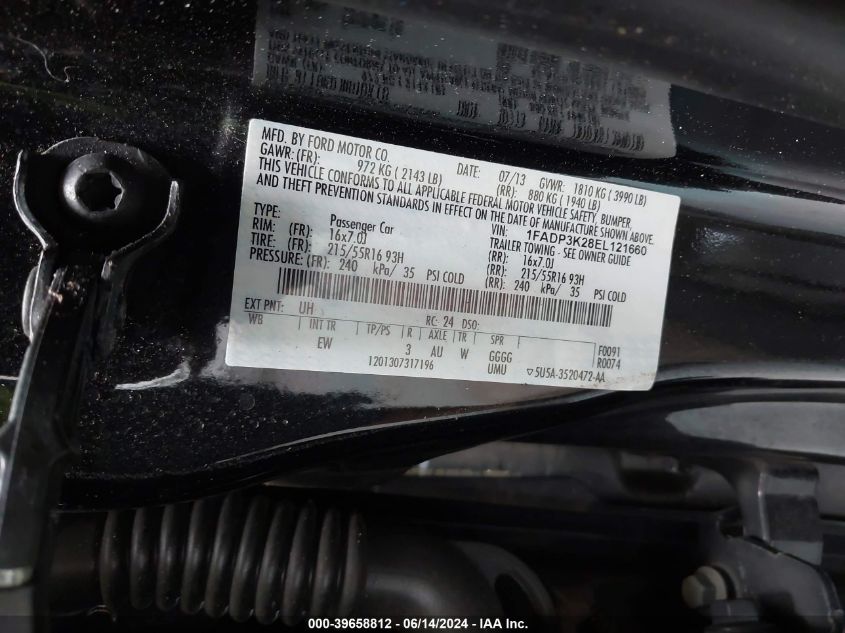 MFD. BY FORD MOTOR CO. DATE: 07/13 GVWR: 1810 KG ( 3990 LB)
GAWR: (FR): 972 KG ( 2143 LB) (RR): 880 KG ( 1940 LB)
THIS VEHICLE CONFORMS TO ALL APPLICABLE FEDERAL MOTOR VEHICLE SAFETY, BUMPER,
AND THEFT PREVENTION STANDARDS IN EFFECT ON THE DATE OF MANUFACTURE SHOWN ABOVE.
VIN: 1FADP3K28EL121660
TYPE: Passenger Car TRAILER TOWING - SEE OWNER GUIDE
RIM: (FR): 16x7.0J (RR): 16x7.0J
TIRE: (FR): 215/55R16 93H (RR): 215/55R16 93H
PRESSURE: (FR): 240 kPa/ 35 PSI COLD (RR): 240 kPa/ 35 PSI COLD
EXT PNT: UH RC: 24 DSO:
WB INT TR TP/PS R AXLE TR SPR F0091
EW 3 AU W GGGG R0074
1201307317196 UMU ▽5U5A-3520472-AA
000-39658812 - 06/14/2024 - IAA Inc.